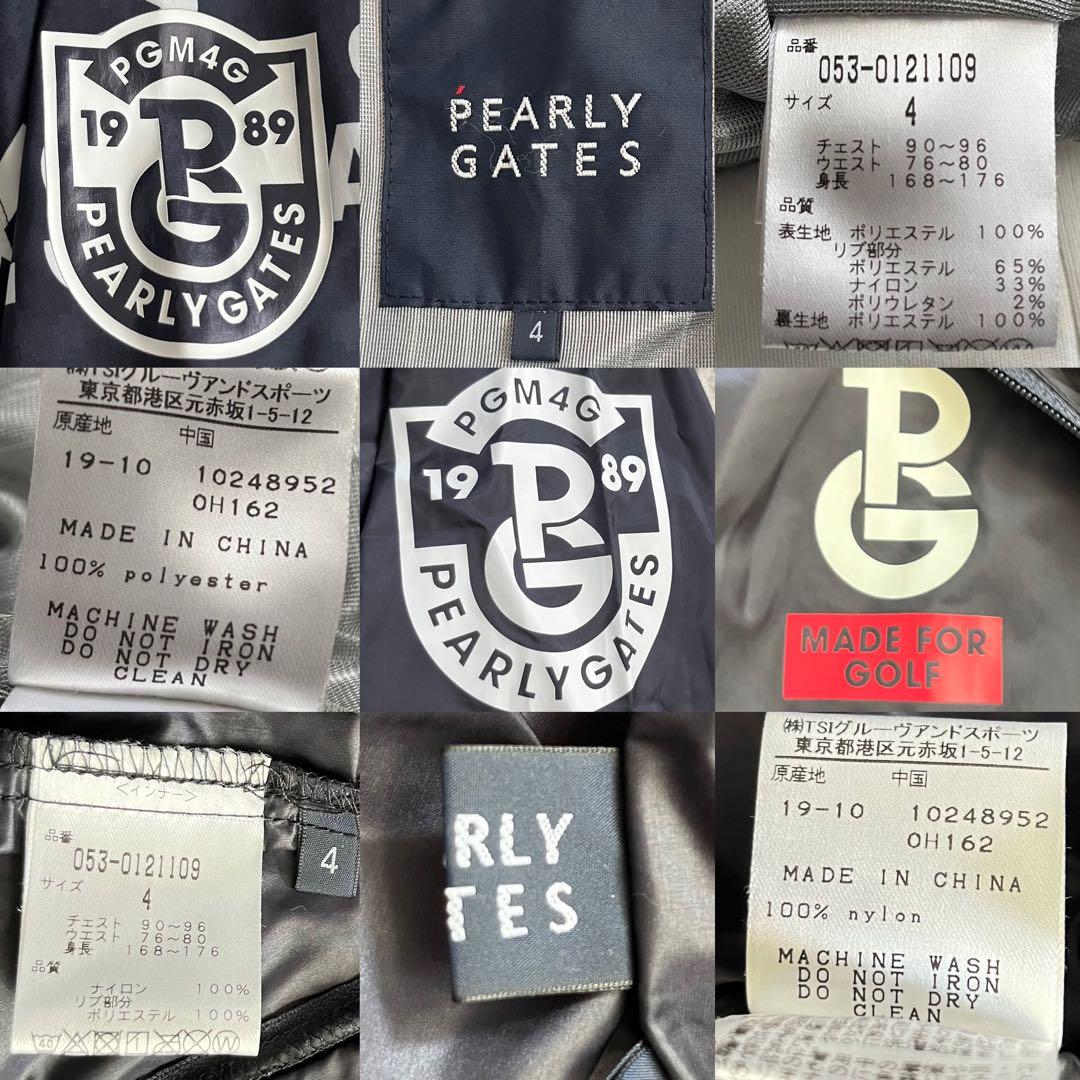 PGM4G
19 89
PG
PEARLY GATES
PEARLY
GATES
4
品番
053-0121109
サイズ
4
チェスト 90～96
ウエスト 76～80
身長 168～176
品質
表生地 ポリエステル 100%
リブ部分
ポリエステル 65%
ナイロン 33%
ポリウレタン 2%
裏生地 ポリエステル 100%
㈱TSIグルーヴアンドスポーツ
東京都港区元赤坂1-5-12
原産地 中国
19-10 10248952
0H162
MADE IN CHINA
100% polyester
MACHINE WASH
DO NOT IRON
DO NOT DRY
CLEAN
PGM4G
19 89
PG
PEARLY GATES
PG
MADE FOR
GOLF
<インナー>
品番
053-0121109
サイズ
4
チェスト 90～96
ウエスト 76～80
身長 168～176
品質
ナイロン 100%
リブ部分
ポリエステル 100%
40
W
4
RLY
TES
㈱TSIグルーヴアンドスポーツ
東京都港区元赤坂1-5-12
原産地 中国
19-10 10248952
0H162
MADE IN CHINA
100% nylon
MACHINE WASH
DO NOT IRON
DO NOT DRY
CLEAN